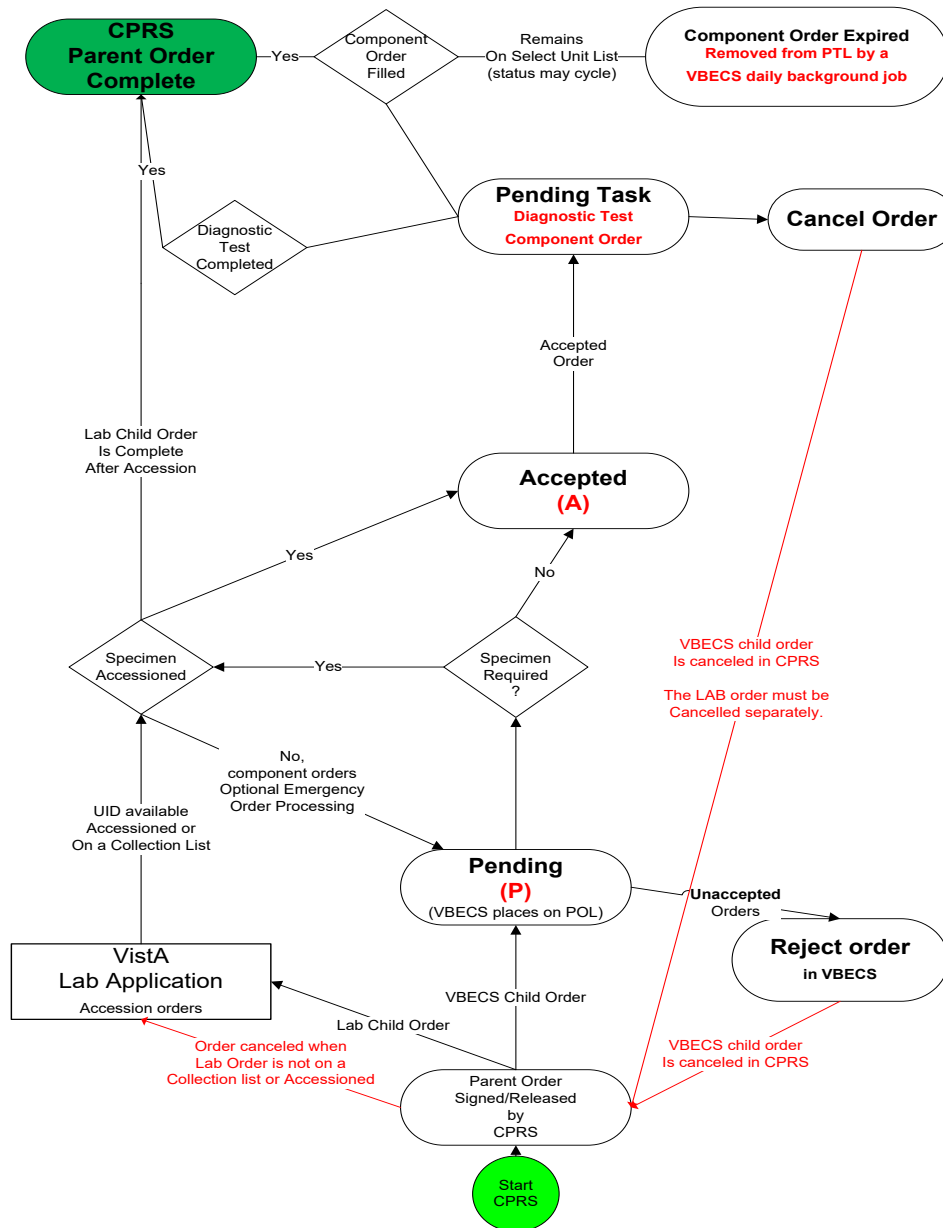 CPRS
Parent Order
Complete
Yes
Component
Order
Filled
Remains
On Select Unit List
(status may cycle)
Component Order Expired
Removed from PTL by a
VBECS daily background job
Yes
Diagnostic
Test
Completed
Pending Task
Diagnostic Test
Component Order
Cancel Order
Accepted
Order
Lab Child Order
Is Complete
After Accession
Accepted
(A)
Yes
No
Specimen
Accessioned
Yes
Specimen
Required
?
VBECS child order
Is canceled in CPRS
The LAB order must be
Cancelled separately.
No,
component orders
Optional Emergency
Order Processing
UID available
Accessioned or
On a Collection List
Pending
(P)
(VBECS places on POL)
Unaccepted
Orders
Reject order
in VBECS
VistA
Lab Application
Accession orders
VBECS Child Order
Lab Child Order
Order canceled when
Lab Order is not on a
Collection list or Accessioned
VBECS child order
Is canceled in CPRS
Parent Order
Signed/Released
by
CPRS
Start
CPRS